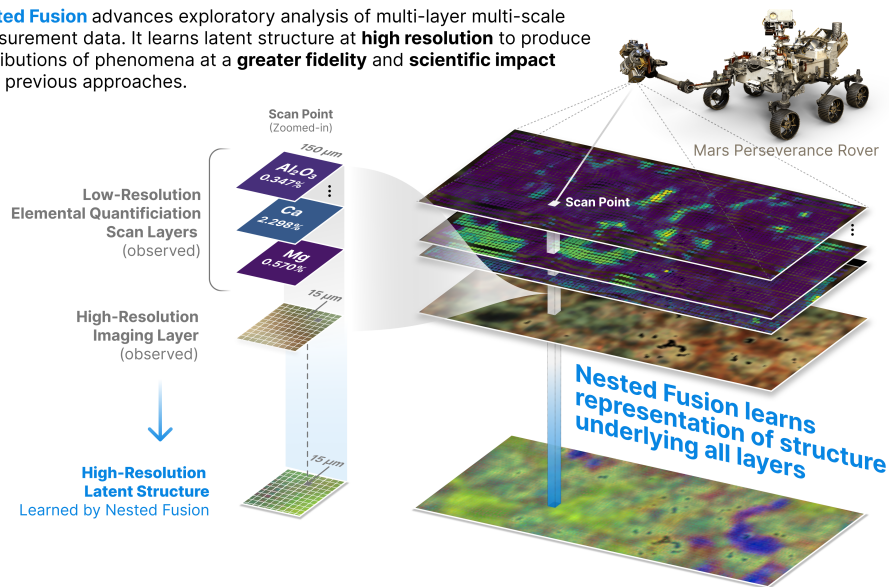 ted Fusion advances exploratory analysis of multi-layer multi-scale
surement data. It learns latent structure at high resolution to produce
ibutions of phenomena at a greater fidelity and scientific impact
previous approaches.
Mars Perseverance Rover
Scan Point
(Zoomed-in)
150 μm
Al₂O₃
0.347%
Ca
2.298%
Mg
0.570%
Low-Resolution
Elemental Quantificiation
Scan Layers
(observed)
Scan Point
15 μm
High-Resolution
Imaging Layer
(observed)
Nested Fusion learns
representation of structure
underlying all layers
15 μm
High-Resolution
Latent Structure
Learned by Nested Fusion